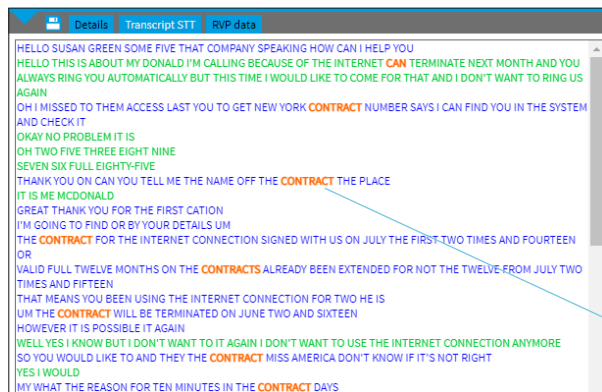 Details Transcript STT RVP data
HELLO SUSAN GREEN SOME FIVE THAT COMPANY SPEAKING HOW CAN I HELP YOU
HELLO THIS IS ABOUT MY DONALD I'M CALLING BECAUSE OF THE INTERNET CAN TERMINATE NEXT MONTH AND YOU
ALWAYS RING YOU AUTOMATICALLY BUT THIS TIME I WOULD LIKE TO COME FOR THAT AND I DON'T WANT TO RING US
AGAIN
OH I MISSED TO THEM ACCESS LAST YOU TO GET NEW YORK CONTRACT NUMBER SAYS I CAN FIND YOU IN THE SYSTEM
AND CHECK IT
OKAY NO PROBLEM IT IS
OH TWO FIVE THREE EIGHT NINE
SEVEN SIX FULL EIGHTY-FIVE
THANK YOU ON CAN YOU TELL ME THE NAME OFF THE CONTRACT THE PLACE
IT IS ME MCDONALD
GREAT THANK YOU FOR THE FIRST CATION
I'M GOING TO FIND OR BY YOUR DETAILS UM
THE CONTRACT FOR THE INTERNET CONNECTION SIGNED WITH US ON JULY THE FIRST TWO TIMES AND FOURTEEN
OR
VALID FULL TWELVE MONTHS ON THE CONTRACTS ALREADY BEEN EXTENDED FOR NOT THE TWELVE FROM JULY TWO
TIMES AND FIFTEEN
THAT MEANS YOU BEEN USING THE INTERNET CONNECTION FOR TWO HE IS
UM THE CONTRACT WILL BE TERMINATED ON JUNE TWO AND SIXTEEN
HOWEVER IT IS POSSIBLE IT AGAIN
WELL YES I KNOW BUT I DON'T WANT TO IT AGAIN I DON'T WANT TO USE THE INTERNET CONNECTION ANYMORE
SO YOU WOULD LIKE TO AND THEY THE CONTRACT MISS AMERICA DON'T KNOW IF IT'S NOT RIGHT
YES I WOULD
MY WHAT THE REASON FOR TEN MINUTES IN THE CONTRACT DAYS